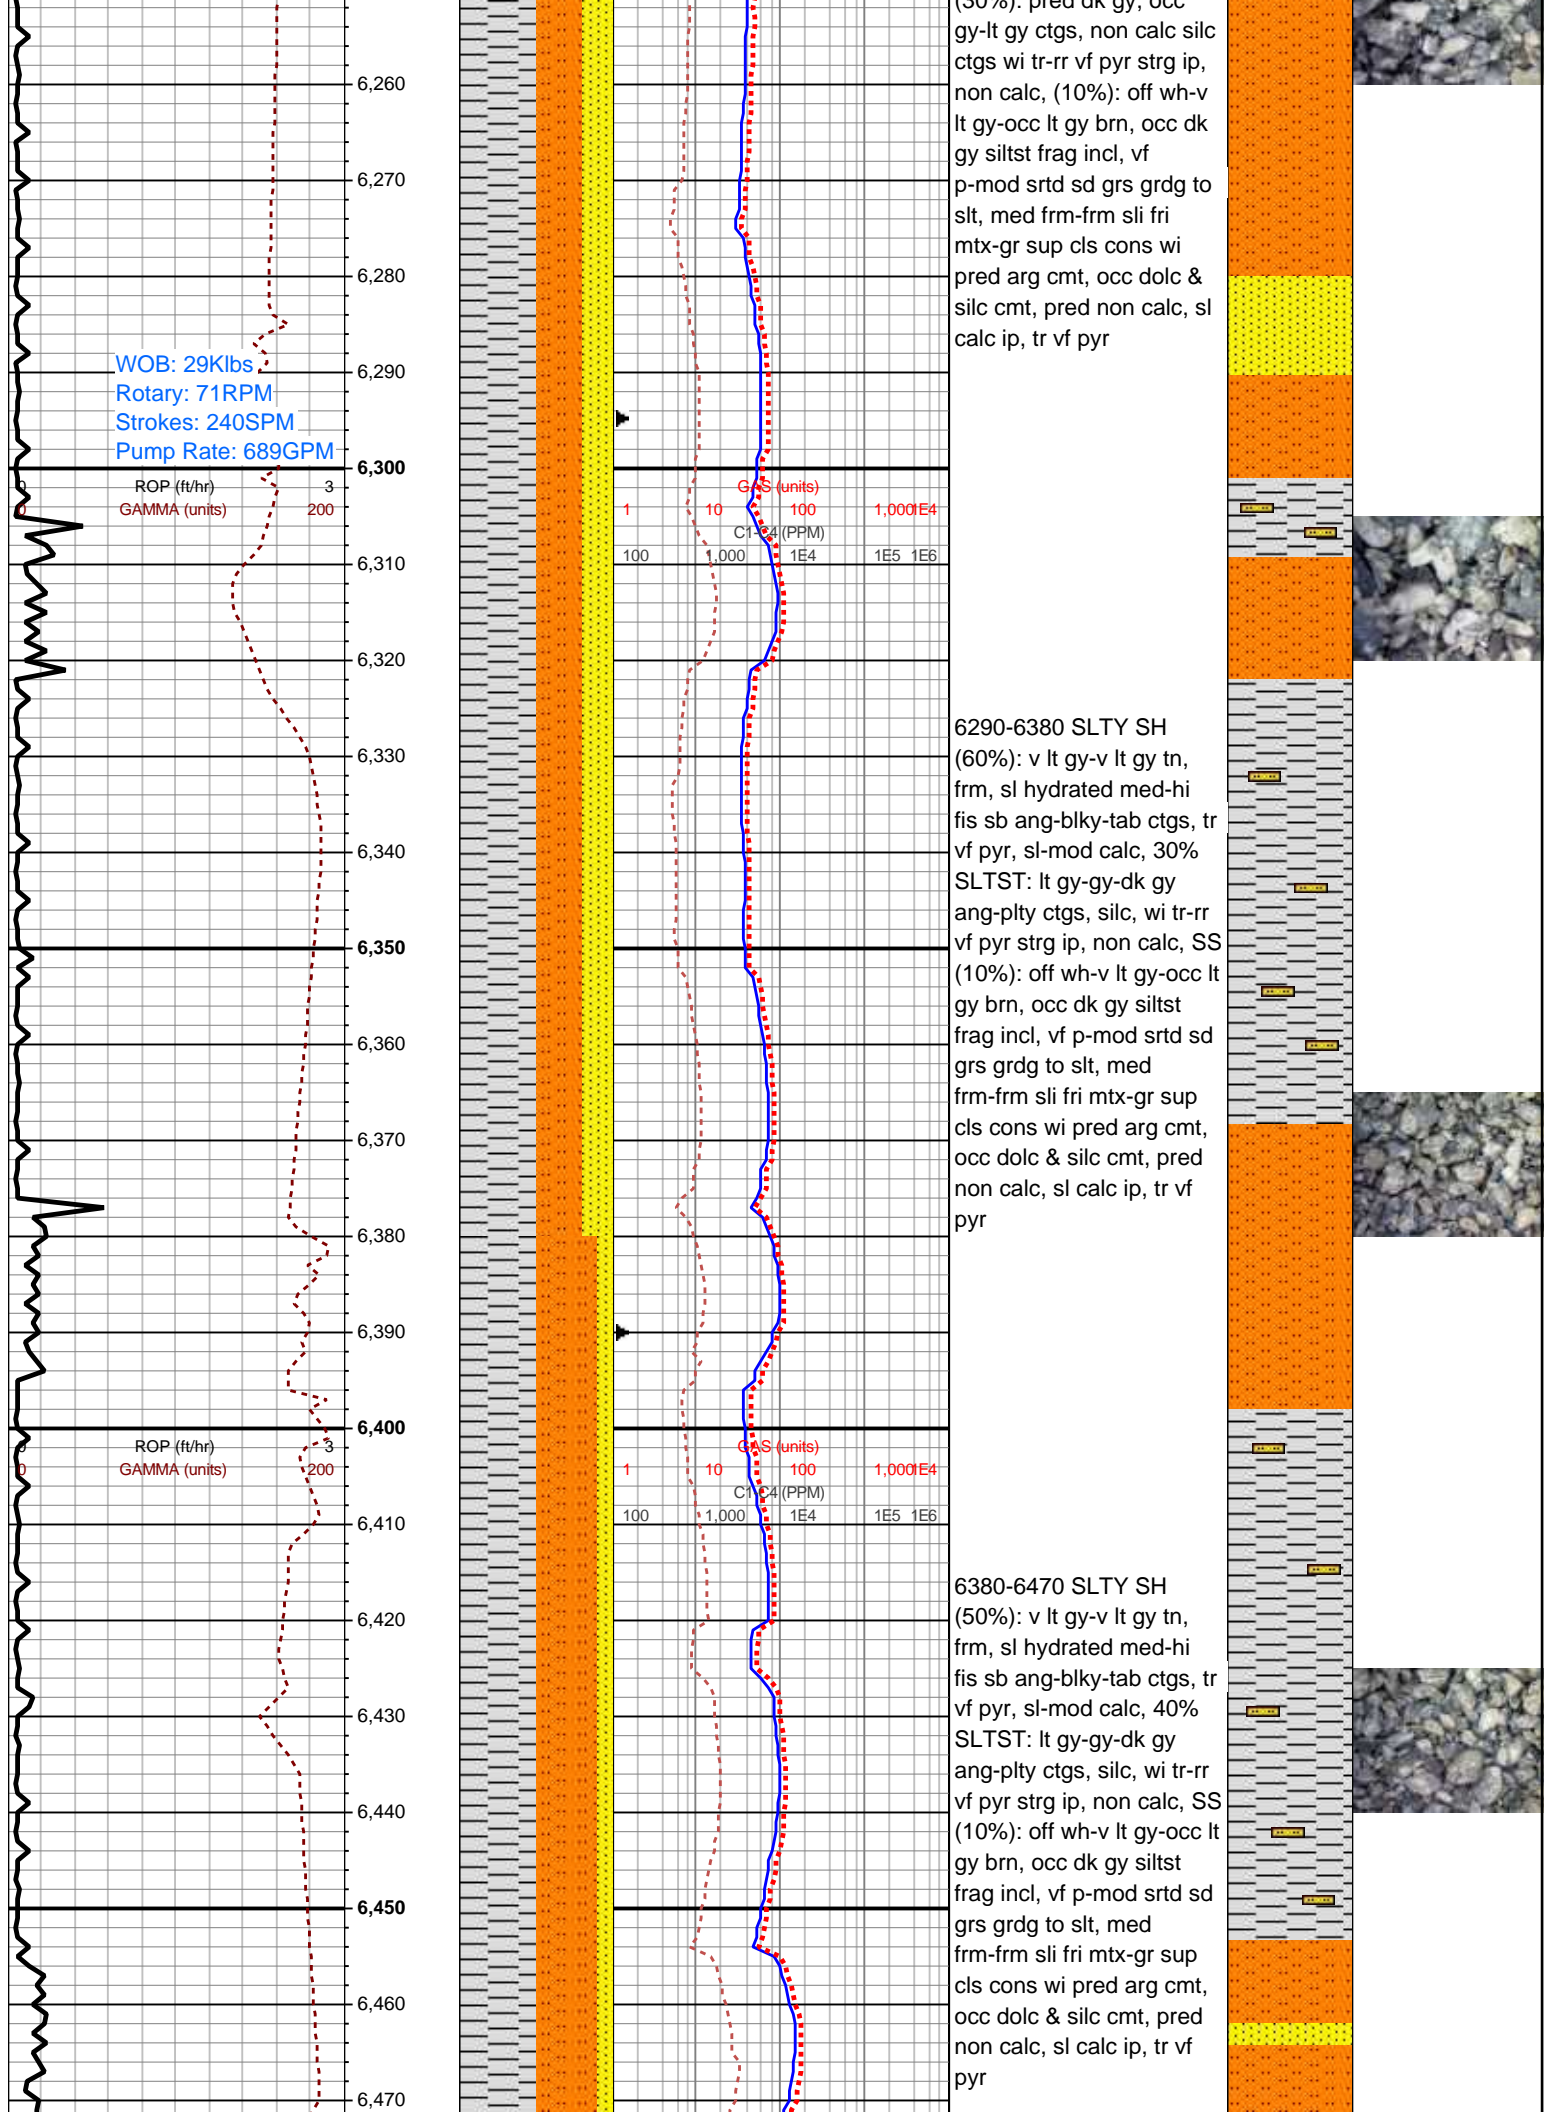 (30%): pred dk gy, occ
gy-lt gy ctgs, non calc silc
ctgs wi tr-rr vf pyr strg ip,
non calc, (10%): off wh-v
lt gy-occ lt gy brn, occ dk
gy siltst frag incl, vf
p-mod srtd sd grs grdg to
slt, med frm-frm sli fri
mtx-gr sup cls cons wi
pred arg cmt, occ dolc &
silc cmt, pred non calc, sl
calc ip, tr vf pyr
6,260
6,270
6,280
6,290
WOB: 29Klbs
Rotary: 71RPM
Strokes: 240SPM
Pump Rate: 689GPM
6,300
0 ROP (ft/hr) 3
0 GAMMA (units) 200
GAS (units)
1 10 100 1,000 1E4
C1-C4 (PPM)
100 1,000 1E4 1E5 1E6
6,310
6,320
6,330
6,340
6,350
6,360
6,370
6,380
6,390
6290-6380 SLTY SH
(60%): v lt gy-v lt gy tn,
frm, sl hydrated med-hi
fis sb ang-blky-tab ctgs, tr
vf pyr, sl-mod calc, 30%
SLTST: lt gy-gy-dk gy
ang-plty ctgs, silc, wi tr-rr
vf pyr strg ip, non calc, SS
(10%): off wh-v lt gy-occ lt
gy brn, occ dk gy siltst
frag incl, vf p-mod srtd sd
grs grdg to slt, med
frm-frm sli fri mtx-gr sup
cls cons wi pred arg cmt,
occ dolc & silc cmt, pred
non calc, sl calc ip, tr vf
pyr
6,400
0 ROP (ft/hr) 3
0 GAMMA (units) 200
GAS (units)
1 10 100 1,000 1E4
C1-C4 (PPM)
100 1,000 1E4 1E5 1E6
6,410
6,420
6,430
6,440
6,450
6,460
6,470
6380-6470 SLTY SH
(50%): v lt gy-v lt gy tn,
frm, sl hydrated med-hi
fis sb ang-blky-tab ctgs, tr
vf pyr, sl-mod calc, 40%
SLTST: lt gy-gy-dk gy
ang-plty ctgs, silc, wi tr-rr
vf pyr strg ip, non calc, SS
(10%): off wh-v lt gy-occ lt
gy brn, occ dk gy siltst
frag incl, vf p-mod srtd sd
grs grdg to slt, med
frm-frm sli fri mtx-gr sup
cls cons wi pred arg cmt,
occ dolc & silc cmt, pred
non calc, sl calc ip, tr vf
pyr